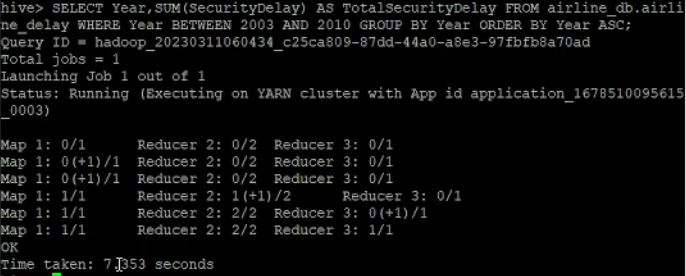 hive> SELECT Year,SUM(SecurityDelay) AS TotalSecurityDelay FROM airline_db.airli
ne_delay WHERE Year BETWEEN 2003 AND 2010 GROUP BY Year ORDER BY Year ASC;
Query ID = hadoop_20230311060434_c25ca809-87dd-44a0-a8e3-97fbfb8a70ad
Total jobs = 1
Launching Job 1 out of 1
Status: Running (Executing on YARN cluster with App id application_1678510095615
_0003)
Map 1: 0/1 Reducer 2: 0/2 Reducer 3: 0/1
Map 1: 0(+1)/1 Reducer 2: 0/2 Reducer 3: 0/1
Map 1: 0(+1)/1 Reducer 2: 0/2 Reducer 3: 0/1
Map 1: 1/1 Reducer 2: 1(+1)/2 Reducer 3: 0/1
Map 1: 1/1 Reducer 2: 2/2 Reducer 3: 0(+1)/1
Map 1: 1/1 Reducer 2: 2/2 Reducer 3: 1/1
OK
Time taken: 7.353 seconds